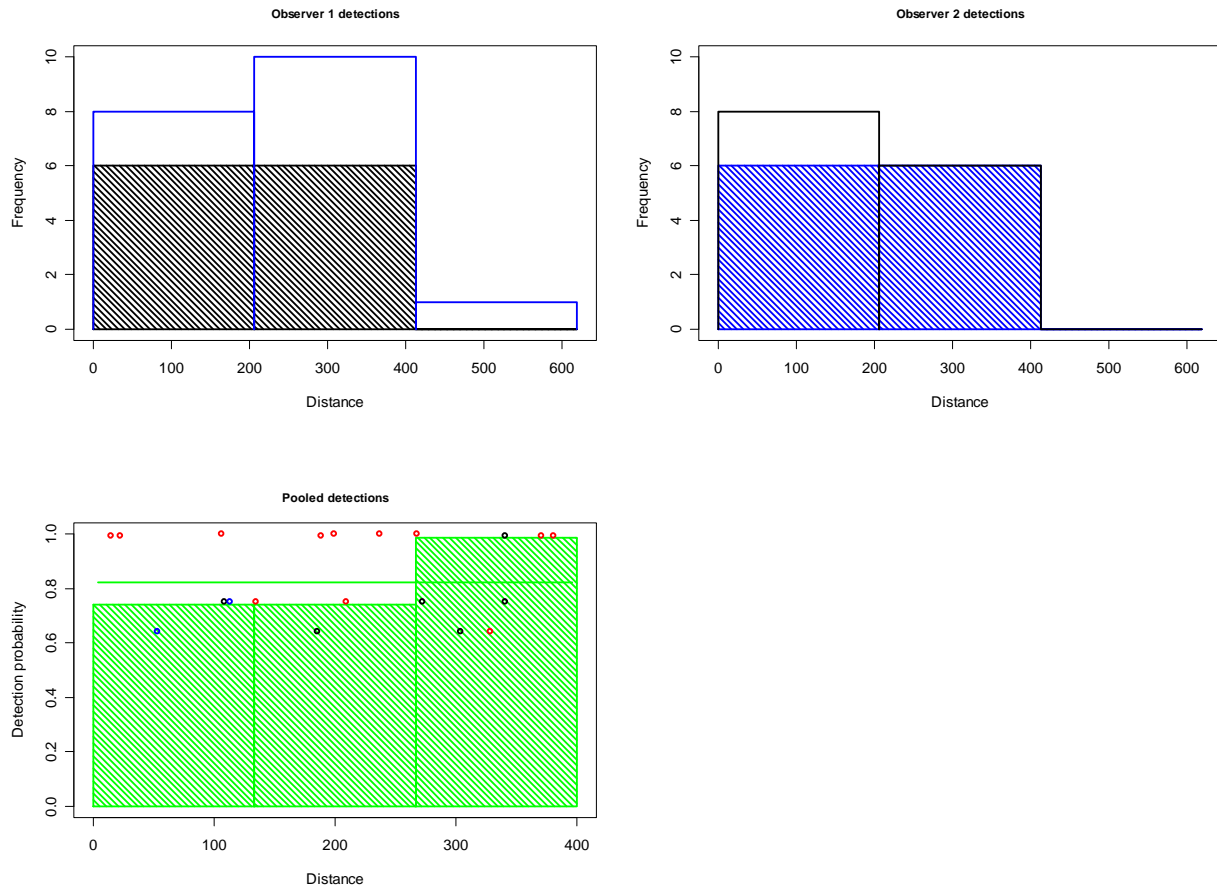 Observer 1 detections
Frequency
10
8
6
4
2
0
0 100 200 300 400 500 600
Distance
Observer 2 detections
Frequency
10
8
6
4
2
0
0 100 200 300 400 500 600
Distance
Pooled detections
Detection probability
1.0
0.8
0.6
0.4
0.2
0.0
0 100 200 300 400
Distance